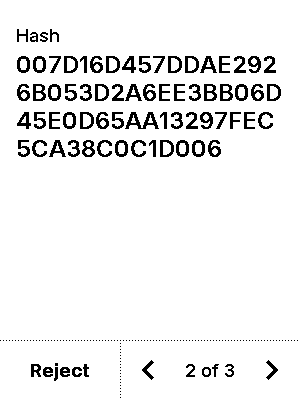 Hash
007D16D457DDAE292
6B053D2A6EE3BB06D
45E0D65AA13297FEC
5CA38C0C1D006
Reject
2 of 3